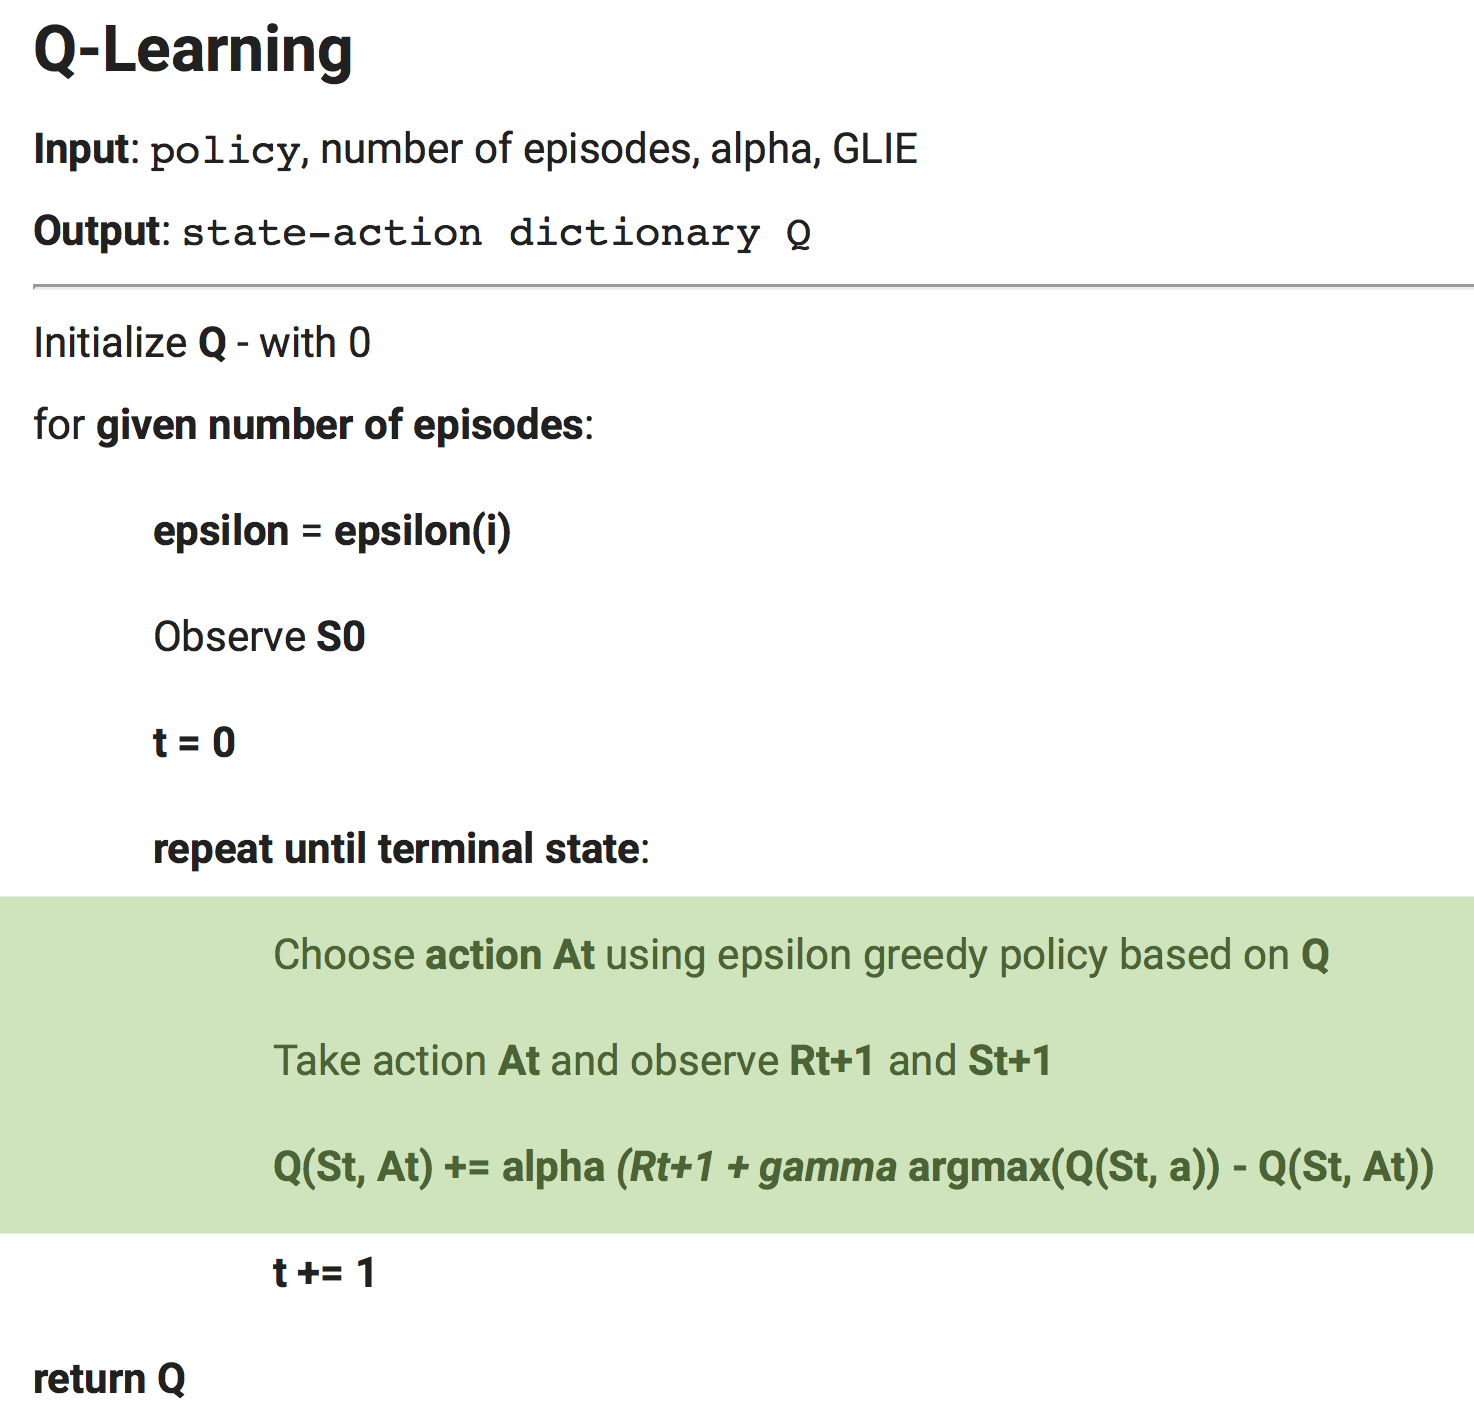 Q-Learning
Input: policy, number of episodes, alpha, GLIE
Output: state-action dictionary Q
Initialize Q - with 0
for given number of episodes:
epsilon = epsilon(i)
Observe S0
t = 0
repeat until terminal state:
Choose action At using epsilon greedy policy based on Q
Take action At and observe Rt+1 and St+1
Q(St, At) += alpha (Rt+1 + gamma argmax(Q(St, a)) - Q(St, At))
t += 1
return Q